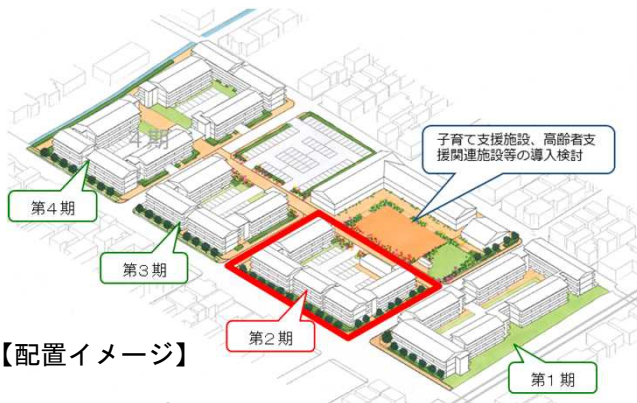 4期
子育て支援施設、高齢者支
援関連施設等の導入検討
第4期
第3期
第2期
第1期
【配置イメージ】